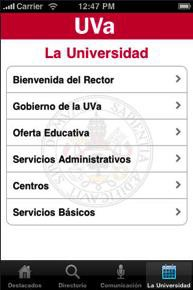 Carrier 12:47 PM
UVa
La Universidad
Bienvenida del Rector
Gobierno de la UVa
Oferta Educativa
Servicios Administrativos
Centros
Servicios Básicos
Destacados Directorio Comunicación La Universidad